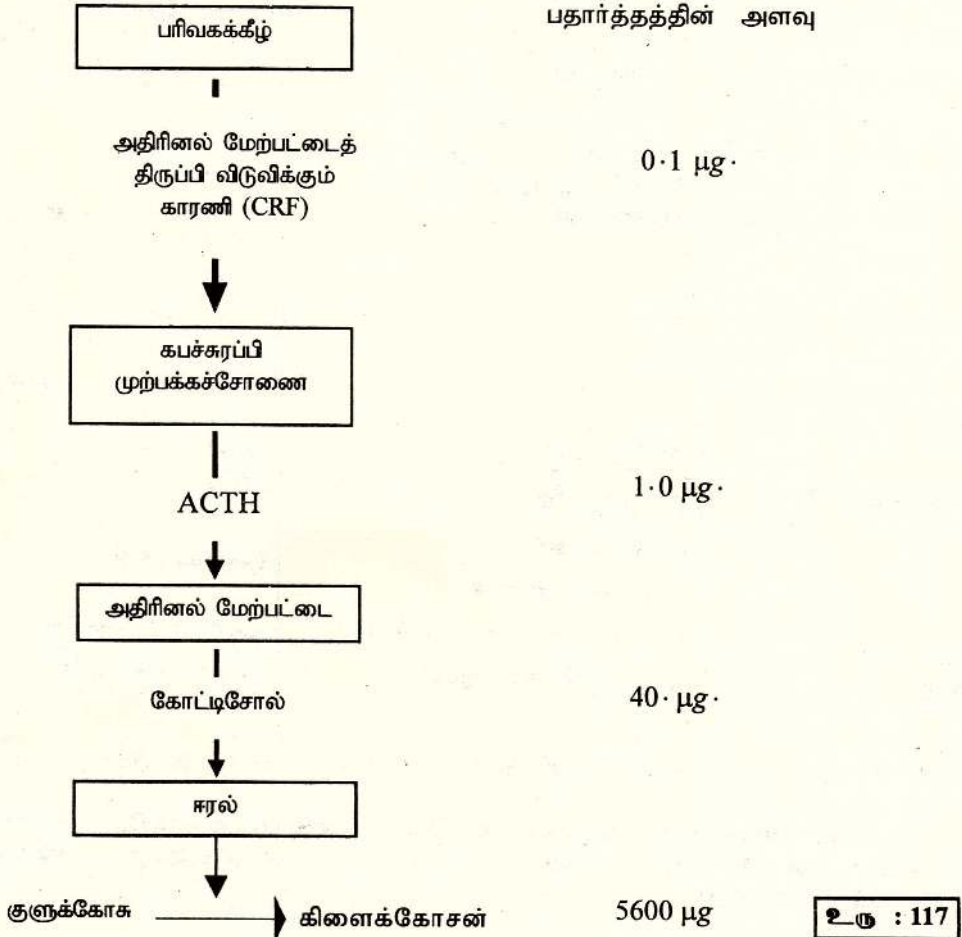 பரிவகக்கீழ்
பதார்த்தத்தின் அளவு
அதிரினல் மேற்பட்டைத்
திருப்பி விடுவிக்கும்
காரணி (CRF)
0·1 μg·
கபச்சுரப்பி
முற்பக்கச்சோணை
ACTH
1·0 μg·
அதிரினல் மேற்பட்டை
கோட்டிசோல்
40· μg·
ஈரல்
குளுக்கோசு
கிளைக்கோசன்
5600 μg
உரு : 117